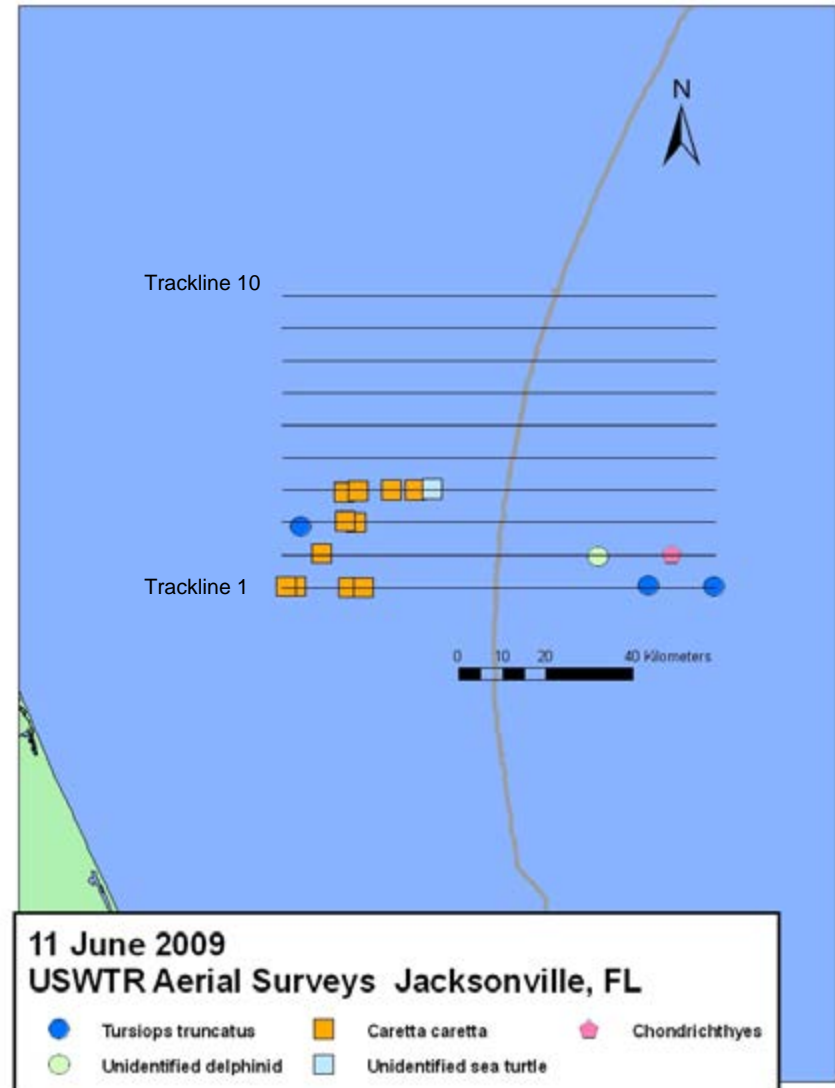 N
Trackline 10
Trackline 1
0 10 20 40 Kilometers
11 June 2009
USWTR Aerial Surveys Jacksonville, FL
Tursiops truncatus Caretta caretta Chondrichthyes
Unidentified delphinid Unidentified sea turtle